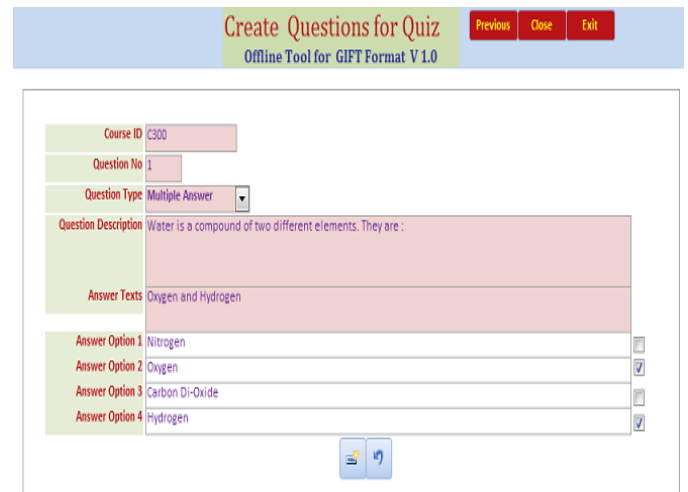 Create Questions for Quiz
Offline Tool for GIFT Format V 1.0
Previous Close Exit
Course ID C300
Question No 1
Question Type Multiple Answer
Question Description Water is a compound of two different elements. They are :
Answer Texts Oxygen and Hydrogen
Answer Option 1 Nitrogen
Answer Option 2 Oxygen
Answer Option 3 Carbon Di-Oxide
Answer Option 4 Hydrogen